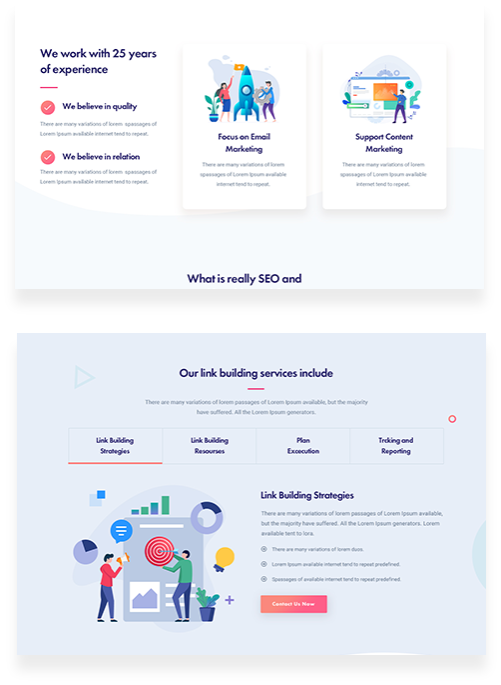 We work with 25 years
of experience
We believe in quality
There are many variations of lorem passages of
Lorem Ipsum available internet tend to repeat.
We believe in relation
There are many variations of lorem passages of
Lorem Ipsum available internet tend to repeat.
Focus on Email
Marketing
There are many variations of lorem
passages of Lorem Ipsum available
internet tend to repeat.
Support Content
Marketing
There are many variations of lorem
passages of Lorem Ipsum available
internet tend to repeat.
What is really SEO and
Our link building services include
There are many variations of lorem passages of Lorem Ipsum available, but the majority
have suffered. All the Lorem Ipsum generators.
Link Building
Strategies
Link Building
Resourses
Plan
Excecution
Trcking and
Reporting
Link Building Strategies
There are many variations of lorem passages of Lorem Ipsum available,
but the majority have suffered. All the Lorem Ipsum generators. Lorem
available tent to lora.
There are many varations of lorem duos.
Lorem Ipsum available internet tend to repeat predefined.
Spassages of available internet tend to repeat predefined.
Contact Us Now